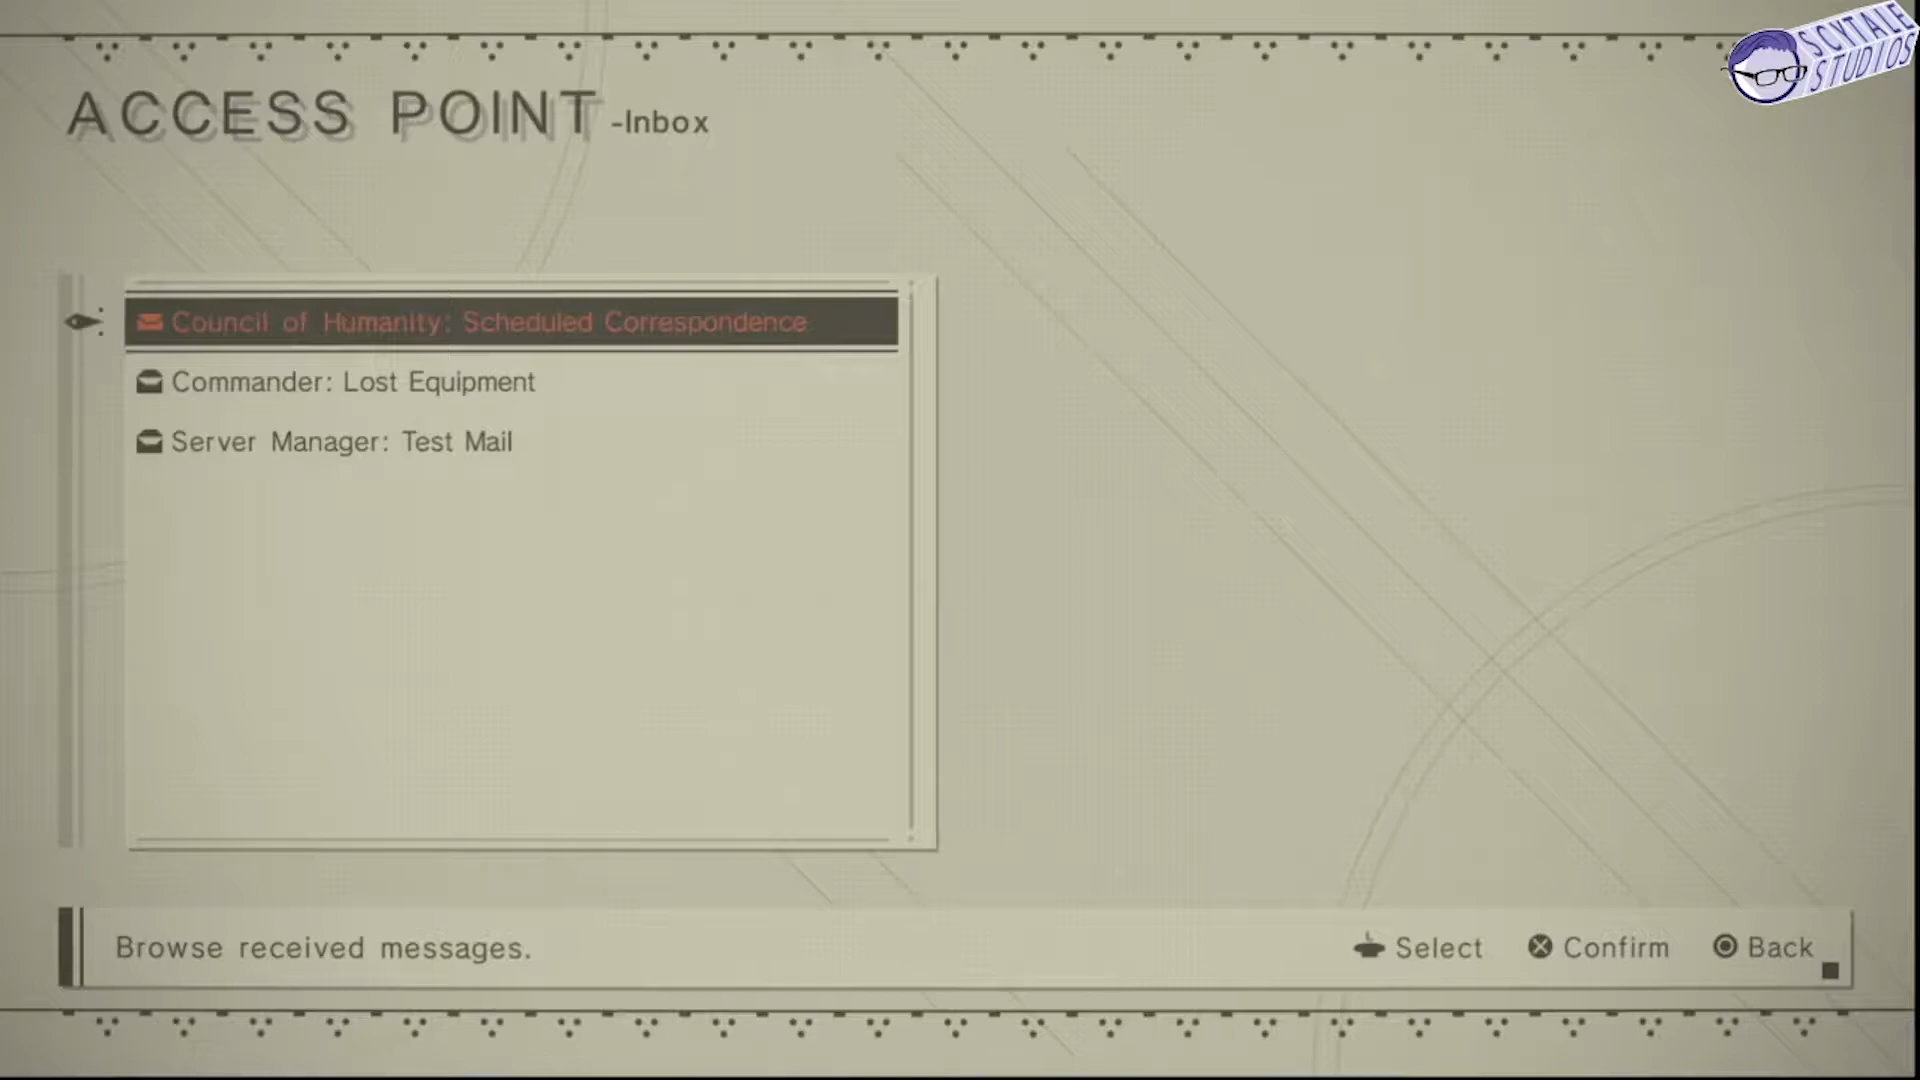 SCYTALE
STUDIOS
ACCESS POINT -Inbox
Council of Humanity: Scheduled Correspondence
Commander: Lost Equipment
Server Manager: Test Mail
Browse received messages.
Select Confirm Back